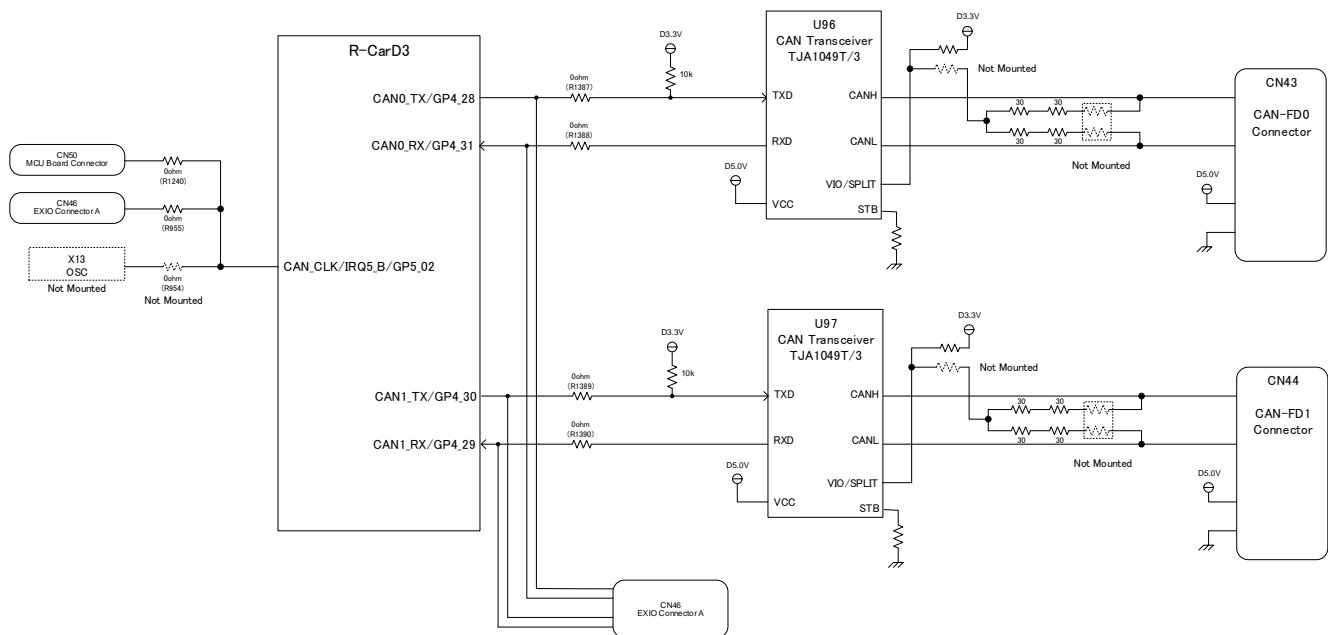 R-CarD3
CAN0_TX/GP4_28
CAN0_RX/GP4_31
CAN_CLK/IRQ5_B/GP5_02
CAN1_TX/GP4_30
CAN1_RX/GP4_29
CN50
MCU Board Connector
0ohm
(R1240)
CN46
EXIO Connector A
0ohm
(R955)
X13
OSC
Not Mounted
0ohm
(R954)
Not Mounted
0ohm
(R1387)
0ohm
(R1388)
D3.3V
10k
D5.0V
U96
CAN Transceiver
TJA1049T/3
TXD
CANH
RXD
CANL
VIO/SPLIT
VCC
STB
D3.3V
Not Mounted
30
30
30
30
Not Mounted
D5.0V
CN43
CAN-FD0
Connector
0ohm
(R1389)
0ohm
(R1390)
D3.3V
10k
D5.0V
U97
CAN Transceiver
TJA1049T/3
TXD
CANH
RXD
CANL
VIO/SPLIT
VCC
STB
D3.3V
Not Mounted
30
30
30
30
Not Mounted
D5.0V
CN44
CAN-FD1
Connector
CN46
EXIO Connector A